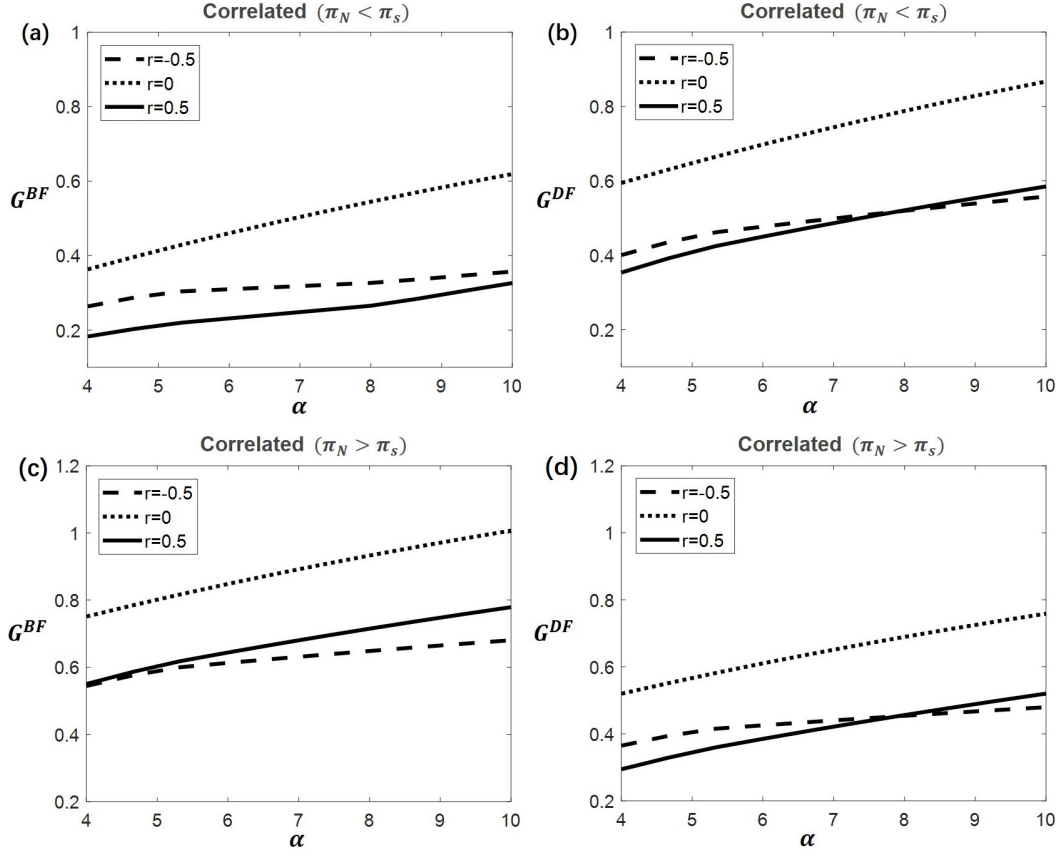 Correlated (π_N < π_s)
(a)
1
0.8
0.6
0.4
0.2
G^{BF}
r=-0.5
r=0
r=0.5
4 5 6 7 8 9 10
α
Correlated (π_N < π_s)
(b)
1
0.8
0.6
0.4
0.2
G^{DF}
r=-0.5
r=0
r=0.5
4 5 6 7 8 9 10
α
Correlated (π_N > π_s)
(c)
1.2
1
0.8
0.6
0.4
0.2
G^{BF}
r=-0.5
r=0
r=0.5
4 5 6 7 8 9 10
α
Correlated (π_N > π_s)
(d)
1.2
1
0.8
0.6
0.4
0.2
G^{DF}
r=-0.5
r=0
r=0.5
4 5 6 7 8 9 10
α